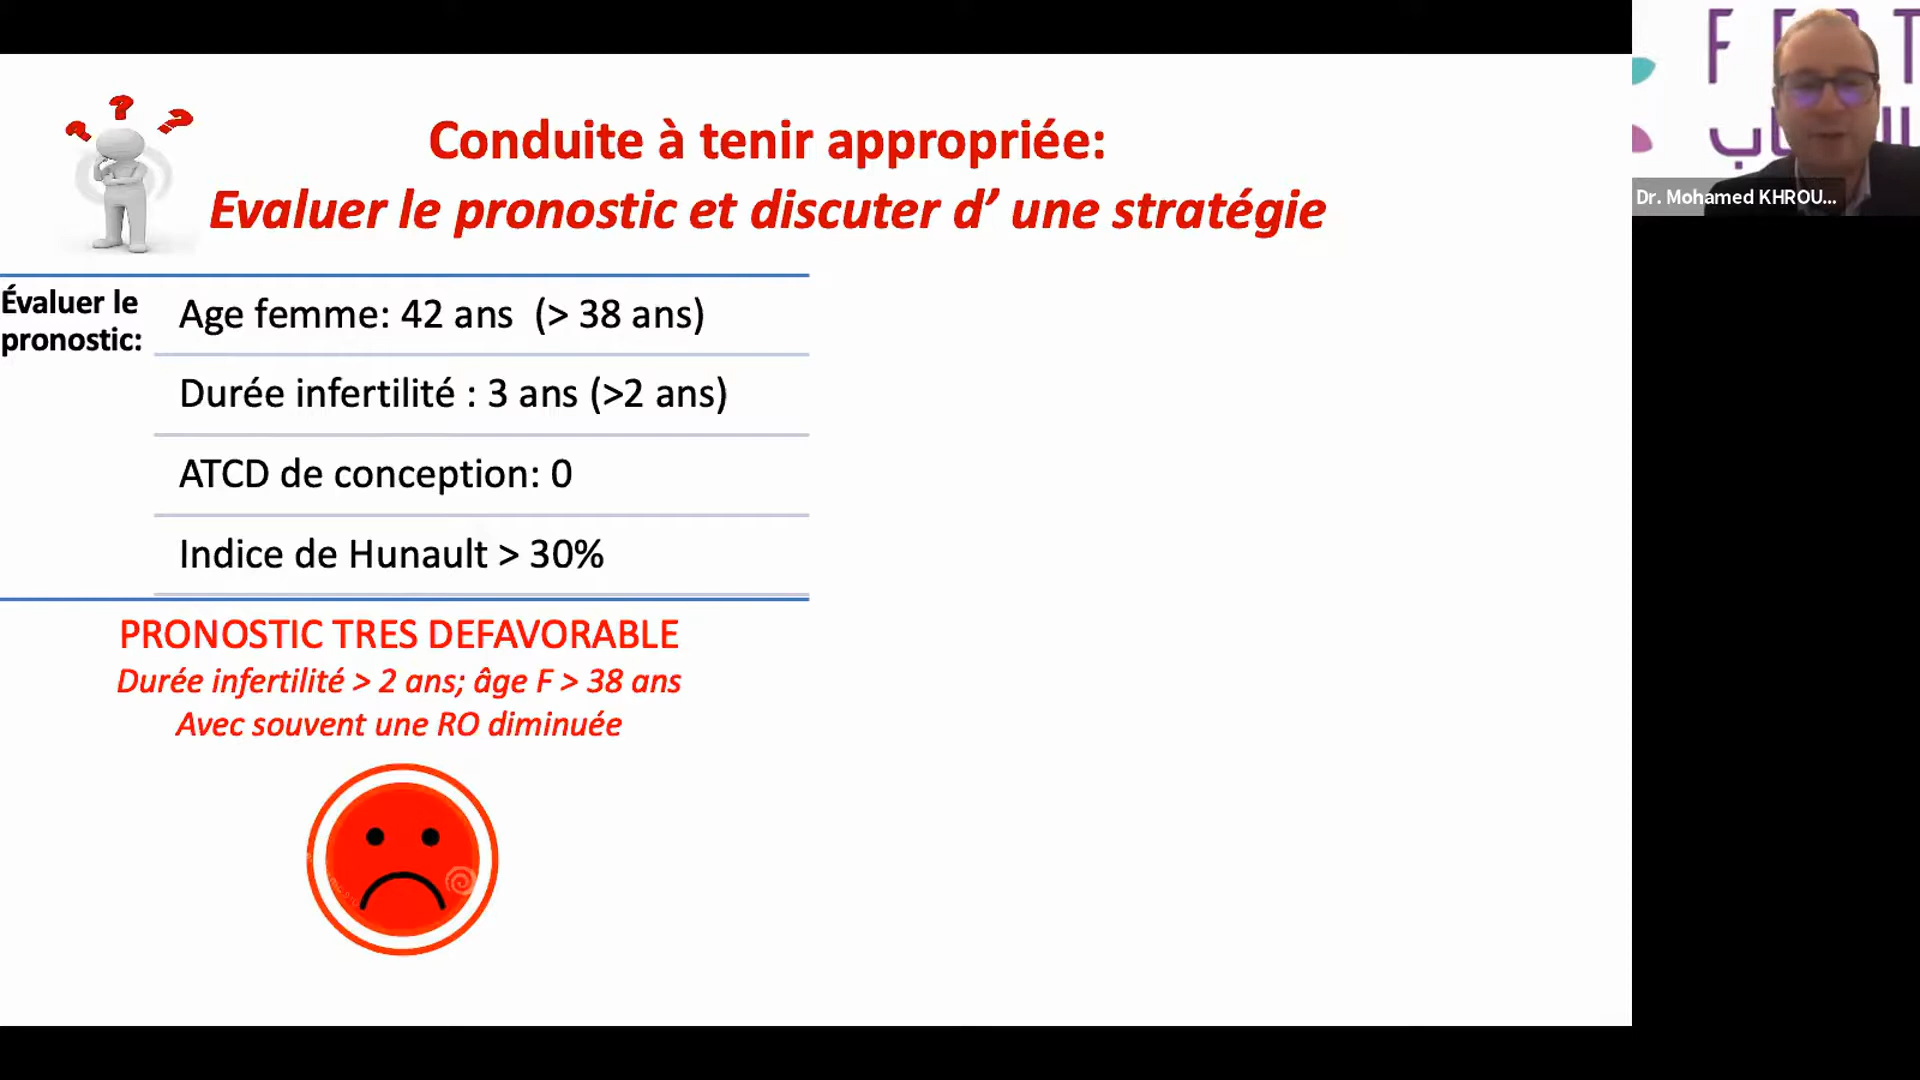 Conduite à tenir appropriée:
Evaluer le pronostic et discuter d’ une stratégie
Évaluer le
pronostic:
Age femme: 42 ans (> 38 ans)
Durée infertilité : 3 ans (>2 ans)
ATCD de conception: 0
Indice de Hunault > 30%
PRONOSTIC TRES DEFAVORABLE
Durée infertilité > 2 ans; âge F > 38 ans
Avec souvent une RO diminuée
Dr. Mohamed KHROU...